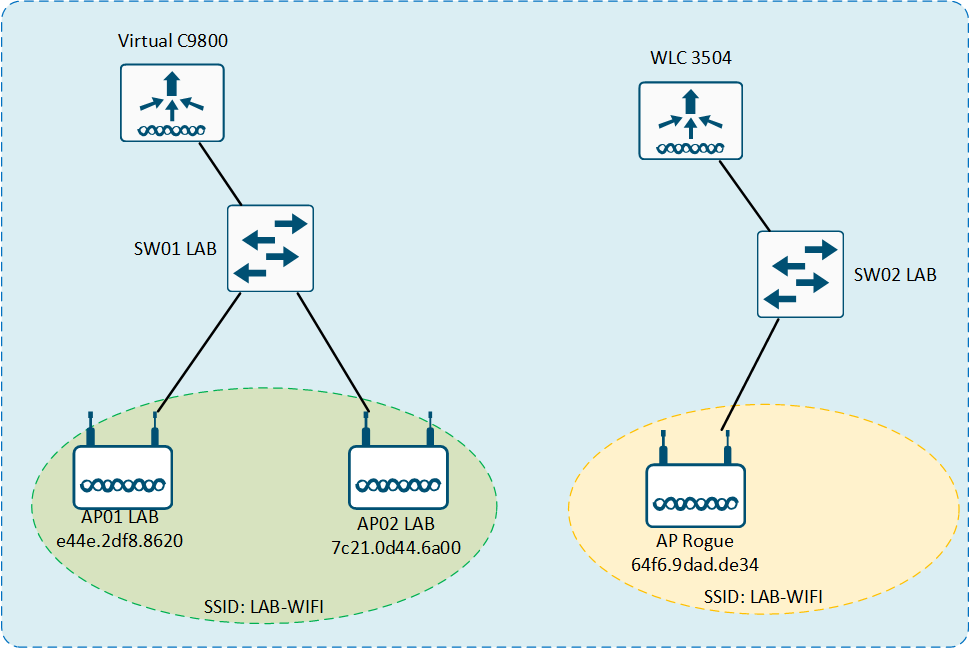 Virtual C9800
WLC 3504
SW01 LAB
SW02 LAB
AP01 LAB
e44e.2df8.8620
AP02 LAB
7c21.0d44.6a00
SSID: LAB-WIFI
AP Rogue
64f6.9dad.de34
SSID: LAB-WIFI